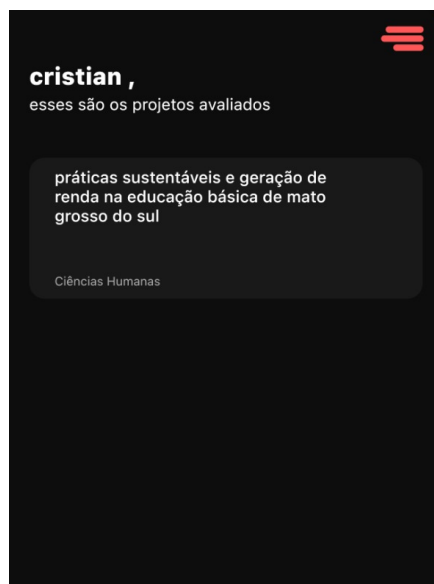 cristian ,
esses são os projetos avaliados
práticas sustentáveis e geração de
renda na educação básica de mato
grosso do sul
Ciências Humanas